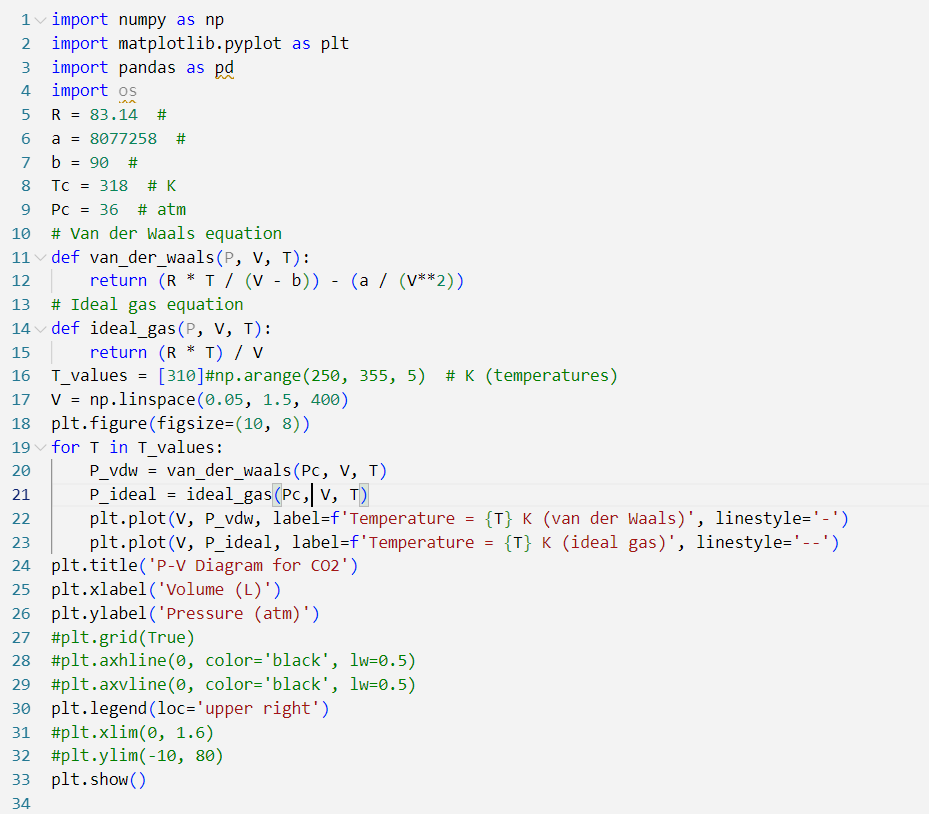 1 import numpy as np
2 import matplotlib.pyplot as plt
3 import pandas as pd
4 import os
5 R = 83.14  #
6 a = 8077258  #
7 b = 90  #
8 Tc = 318  # K
9 Pc = 36  # atm
10 # Van der Waals equation
11 def van_der_waals(P, V, T):
12     return (R * T / (V - b)) - (a / (V**2))
13 # Ideal gas equation
14 def ideal_gas(P, V, T):
15     return (R * T) / V
16 T_values = [310]#np.arange(250, 355, 5)  # K (temperatures)
17 V = np.linspace(0.05, 1.5, 400)
18 plt.figure(figsize=(10, 8))
19 for T in T_values:
20     P_vdw = van_der_waals(Pc, V, T)
21     P_ideal = ideal_gas(Pc, V, T)
22     plt.plot(V, P_vdw, label=f'Temperature = {T} K (van der Waals)', linestyle='-')
23     plt.plot(V, P_ideal, label=f'Temperature = {T} K (ideal gas)', linestyle='--')
24 plt.title('P-V Diagram for CO2')
25 plt.xlabel('Volume (L)')
26 plt.ylabel('Pressure (atm)')
27 #plt.grid(True)
28 #plt.axhline(0, color='black', lw=0.5)
29 #plt.axvline(0, color='black', lw=0.5)
30 plt.legend(loc='upper right')
31 #plt.xlim(0, 1.6)
32 #plt.ylim(-10, 80)
33 plt.show()
34